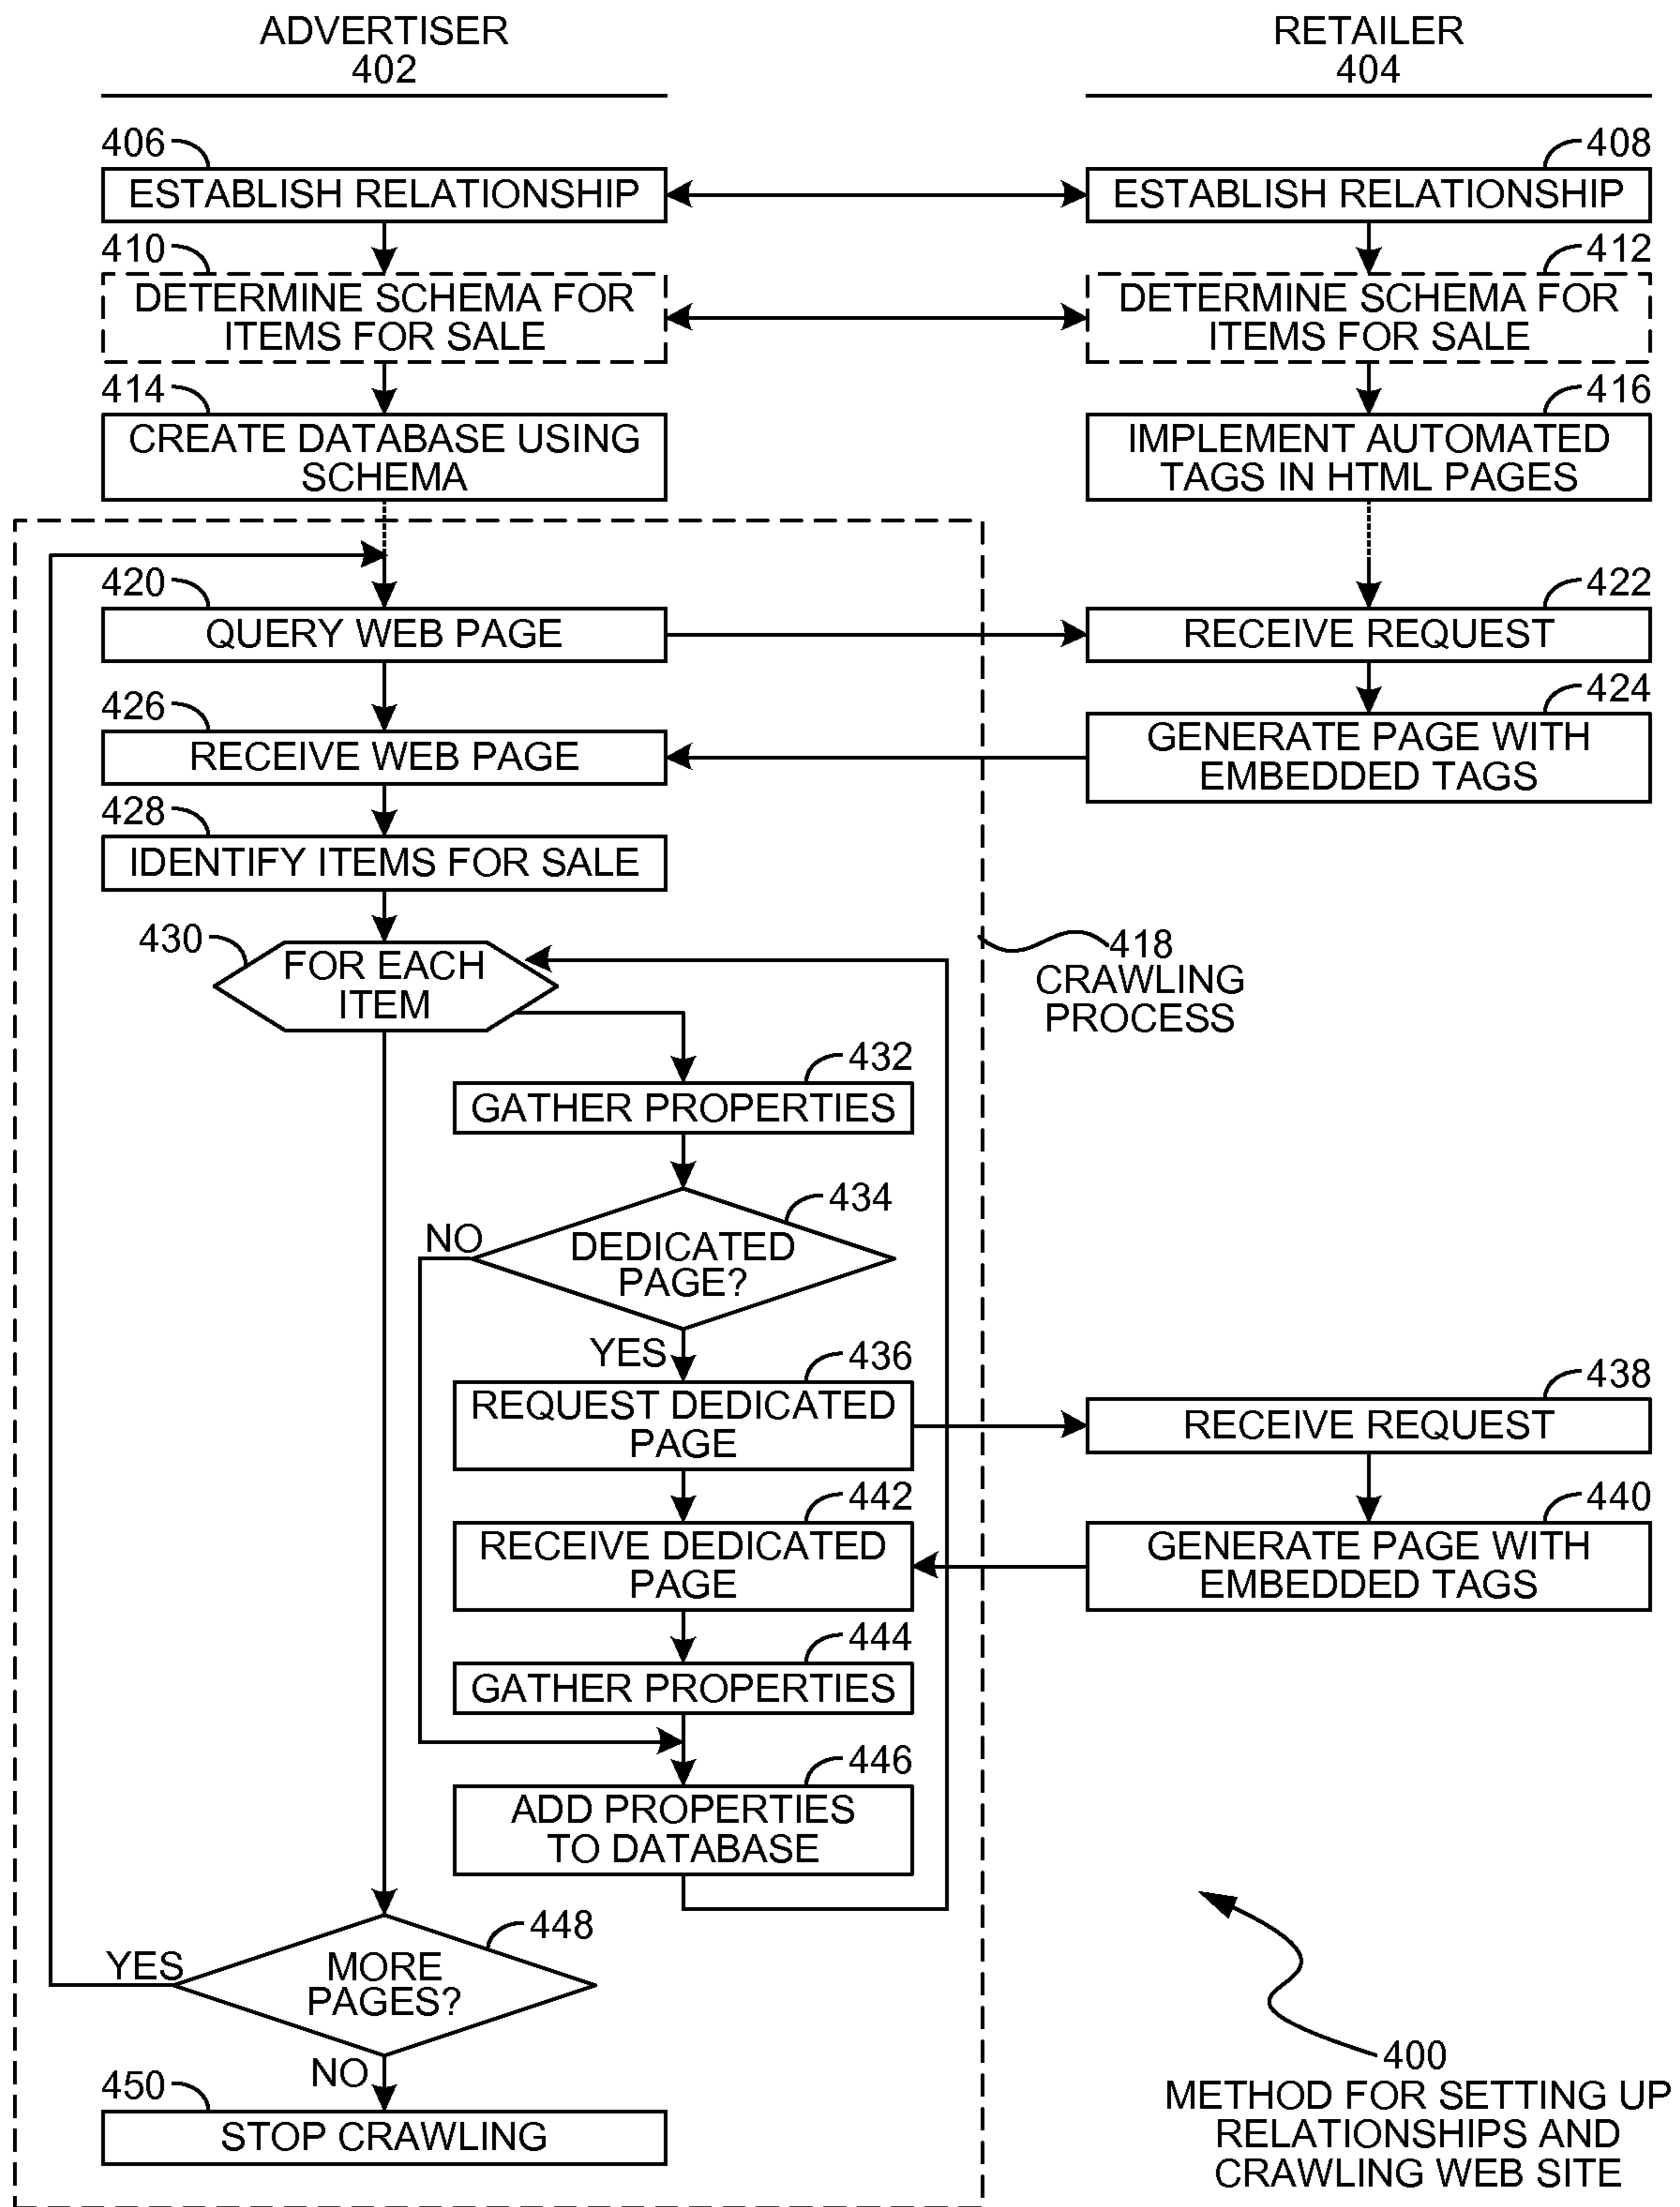 ADVERTISER
402
RETAILER
404
406
ESTABLISH RELATIONSHIP
408
ESTABLISH RELATIONSHIP
410
DETERMINE SCHEMA FOR
ITEMS FOR SALE
412
DETERMINE SCHEMA FOR
ITEMS FOR SALE
414
CREATE DATABASE USING
SCHEMA
416
IMPLEMENT AUTOMATED
TAGS IN HTML PAGES
420
QUERY WEB PAGE
422
RECEIVE REQUEST
424
GENERATE PAGE WITH
EMBEDDED TAGS
426
RECEIVE WEB PAGE
428
IDENTIFY ITEMS FOR SALE
430
FOR EACH
ITEM
418
CRAWLING
PROCESS
432
GATHER PROPERTIES
434
DEDICATED
PAGE?
NO
YES
436
REQUEST DEDICATED
PAGE
438
RECEIVE REQUEST
440
GENERATE PAGE WITH
EMBEDDED TAGS
442
RECEIVE DEDICATED
PAGE
444
GATHER PROPERTIES
446
ADD PROPERTIES
TO DATABASE
448
MORE
PAGES?
YES
NO
450
STOP CRAWLING
400
METHOD FOR SETTING UP
RELATIONSHIPS AND
CRAWLING WEB SITE